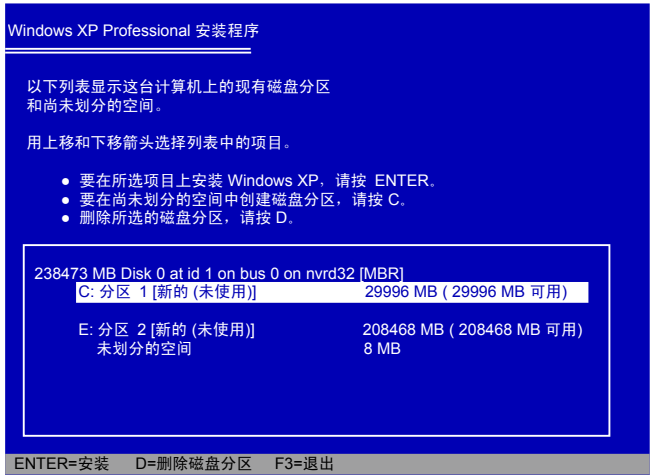 Windows XP Professional 安装程序
以下列表显示这台计算机上的现有磁盘分区
和尚未划分的空间。
用上移和下移箭头选择列表中的项目。
● 要在所选项目上安装 Windows XP，请按 ENTER。
● 要在尚未划分的空间中创建磁盘分区，请按 C。
● 删除所选的磁盘分区，请按 D。
238473 MB Disk 0 at id 1 on bus 0 on nvrd32 [MBR]
C: 分区 1 [新的 (未使用)] 29996 MB ( 29996 MB 可用)
E: 分区 2 [新的 (未使用)] 208468 MB ( 208468 MB 可用)
未划分的空间 8 MB
ENTER=安装 D=删除磁盘分区 F3=退出